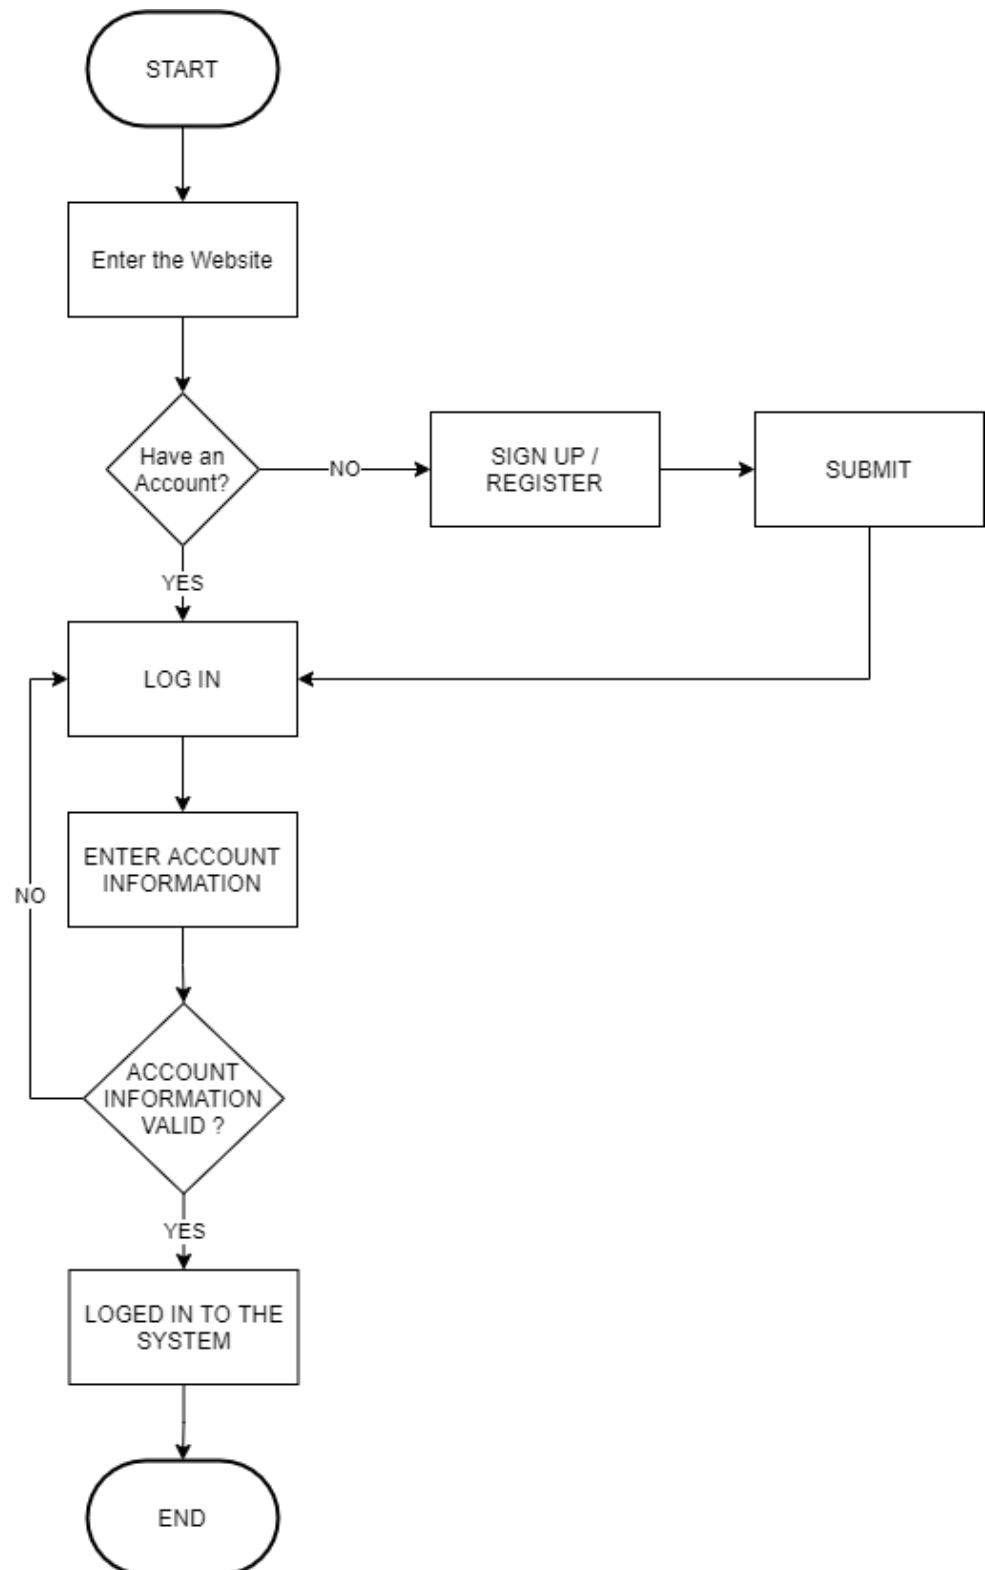 START
Enter the Website
Have an
Account?
NO
SIGN UP /
REGISTER
SUBMIT
YES
LOG IN
ENTER ACCOUNT
INFORMATION
NO
ACCOUNT
INFORMATION
VALID ?
YES
LOGED IN TO THE
SYSTEM
END